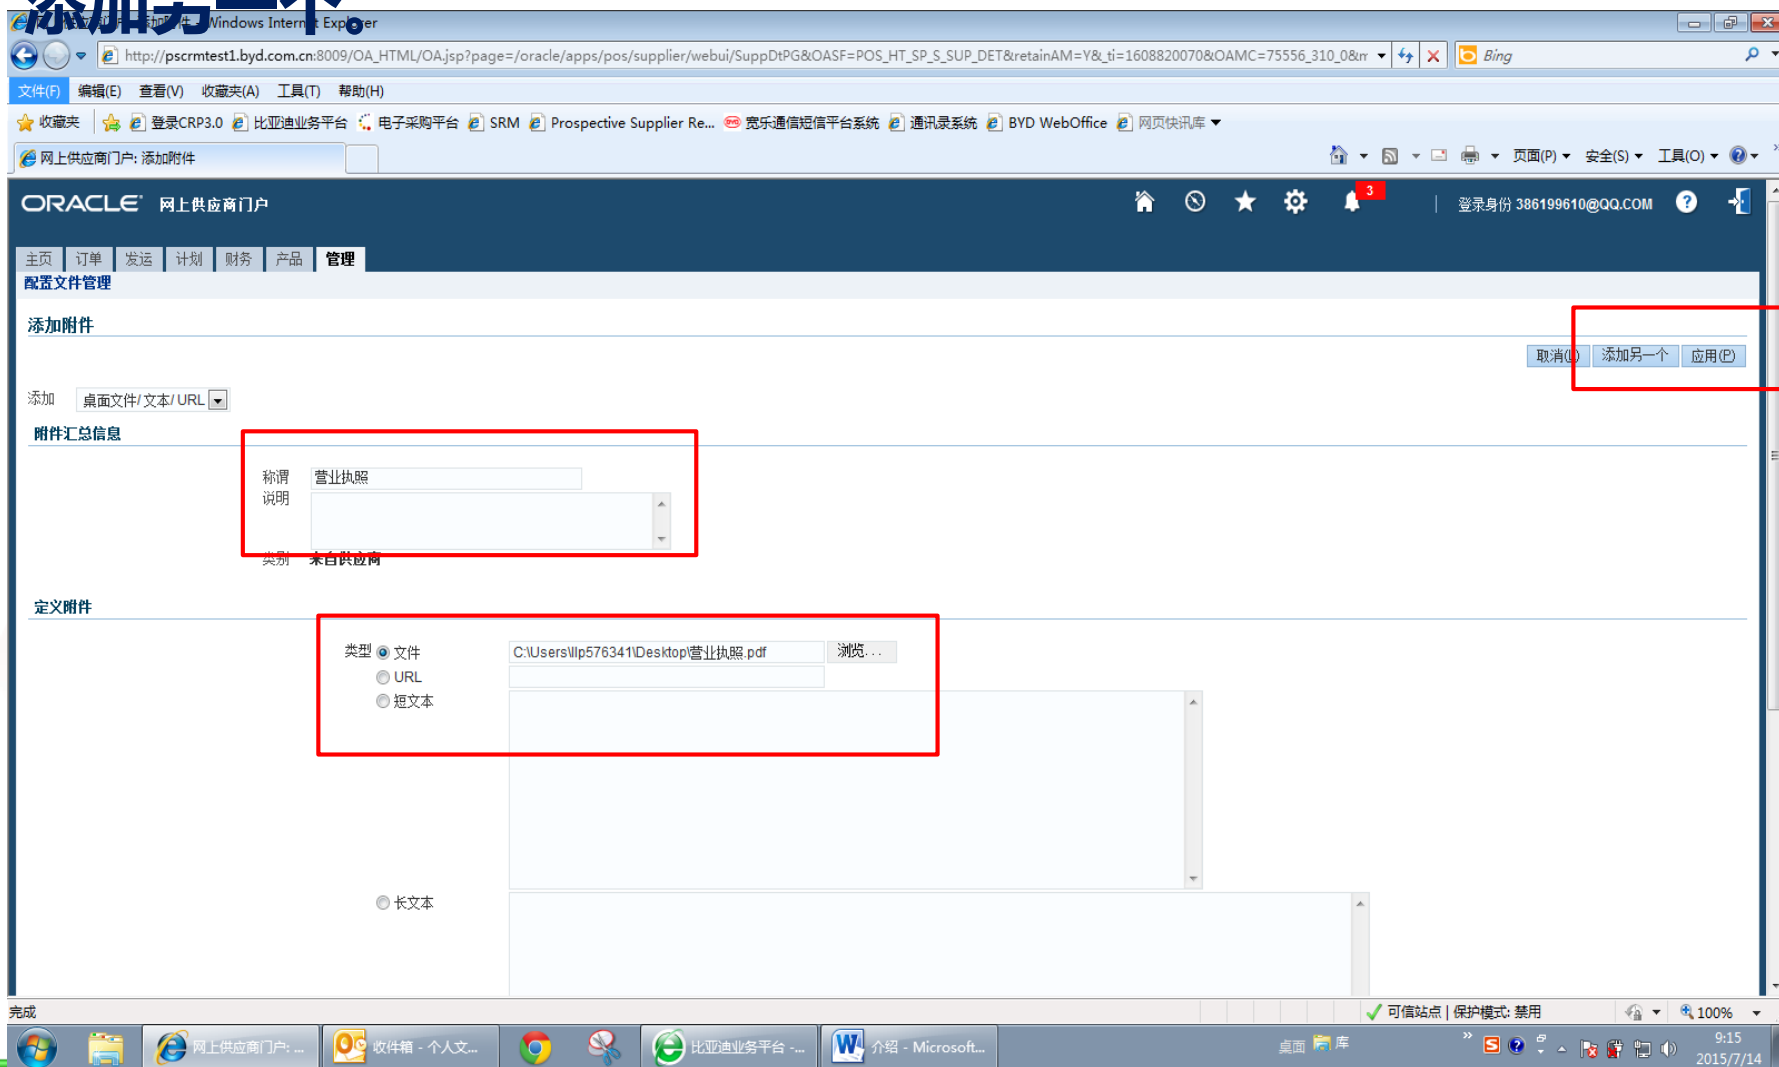 添加另一个。
添加附件 - Windows Internet Explorer
http://pscrmtest1.byd.com.cn:8009/OA_HTML/OA.jsp?page=/oracle/apps/pos/supplier/webui/SuppDtPG&OASF=POS_HT_SP_S_SUP_DET&retainAM=Y&_ti=1608820070&OAMC=75556_310_0&m
Bing
文件(F) 编辑(E) 查看(V) 收藏夹(A) 工具(T) 帮助(H)
收藏夹 登录CRP3.0 比亚迪业务平台 电子采购平台 SRM Prospective Supplier Re... 宽乐通信短信平台系统 通讯录系统 BYD WebOffice 网页快讯库
网上供应商门户: 添加附件 页面(P) 安全(S) 工具(O)
ORACLE 网上供应商门户 3 登录身份 386199610@QQ.COM
主页 订单 发运 计划 财务 产品 管理
配置文件管理
添加附件
取消(L) 添加另一个 应用(P)
添加 桌面文件/文本/URL
附件汇总信息
称谓 营业执照
说明
类别 来自供应商
定义附件
类型 文件 C:\Users\llp576341\Desktop\营业执照.pdf 浏览...
URL
短文本
长文本
完成 可信站点 | 保护模式: 禁用 100%
网上供应商门户: ... 收件箱 - 个人文... 比亚迪业务平台 -... 介绍 - Microsoft... 桌面 库 9:15
2015/7/14